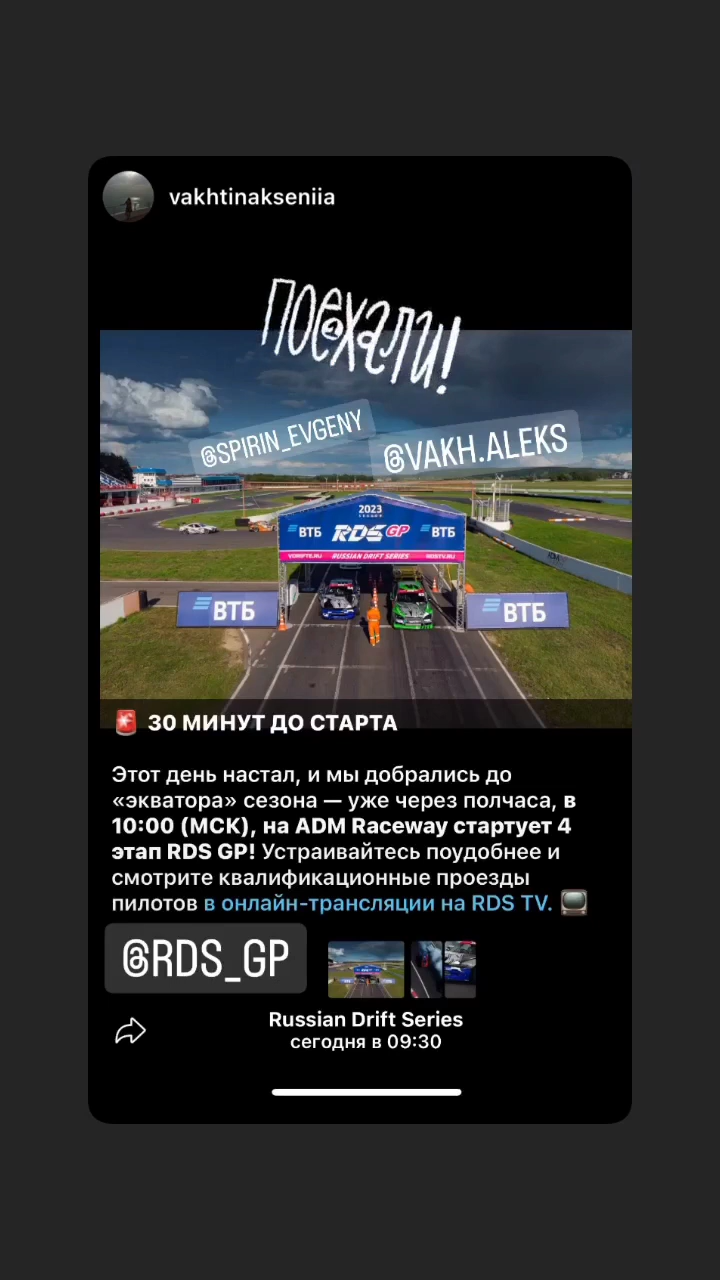 vakhtinakseniia
ПОЕХАЛИ!
@SPIRIN_EVGENY
@VAKH.ALEKS
2023
ВТБ RDS GP ВТБ
RUSSIAN DRIFT SERIES
ВТБ
ВТБ
30 МИНУТ ДО СТАРТА
Этот день настал, и мы добрались до
«экватора» сезона — уже через полчаса, в
10:00 (МСК), на ADM Raceway стартует 4
этап RDS GP! Устраивайтесь поудобнее и
смотрите квалификационные проезды
пилотов в онлайн-трансляции на RDS TV.
@RDS_GP
Russian Drift Series
сегодня в 09:30